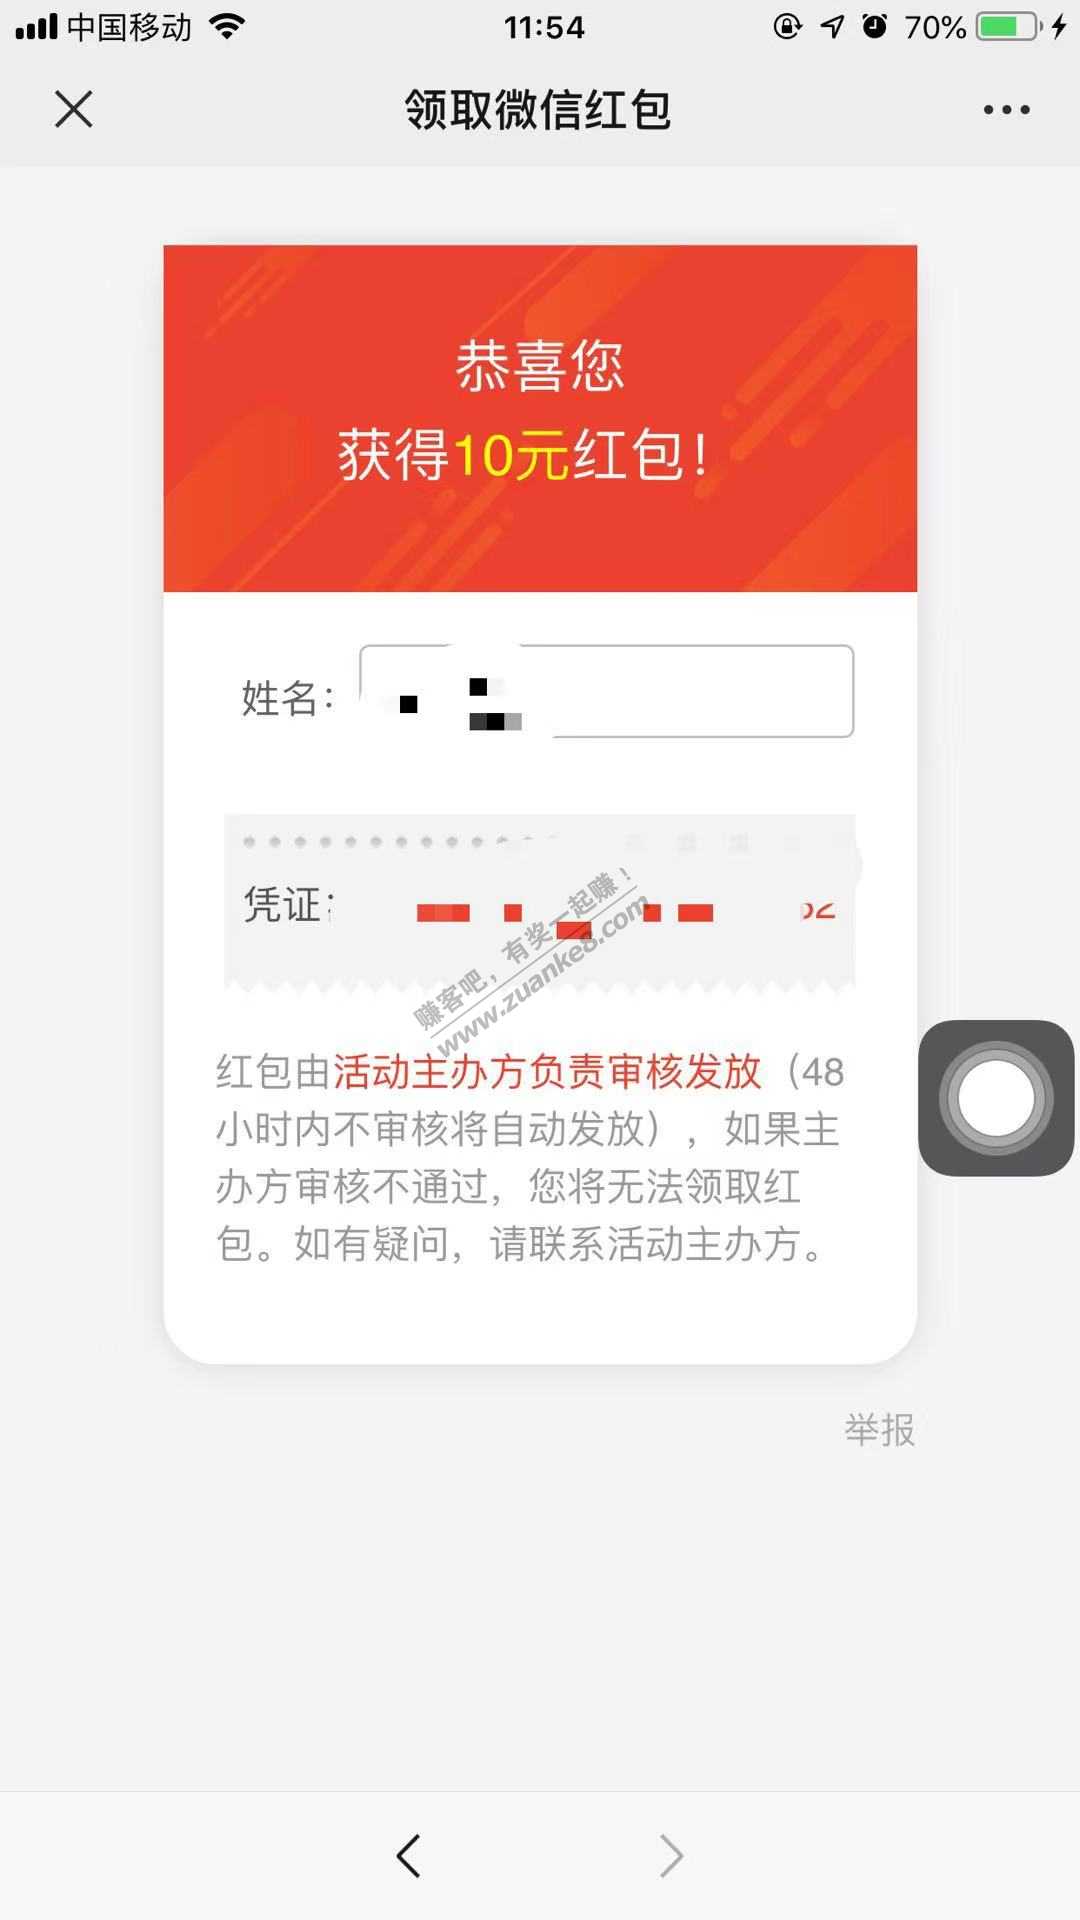 中国移动 11:54 70%
领取微信红包
恭喜您
获得10元红包!
姓名:
凭证:
赚客吧，有奖一起赚!
www.zuanke8.com
红包由活动主办方负责审核发放（48
小时内不审核将自动发放），如果主
办方审核不通过，您将无法领取红
包。如有疑问，请联系活动主办方。
举报